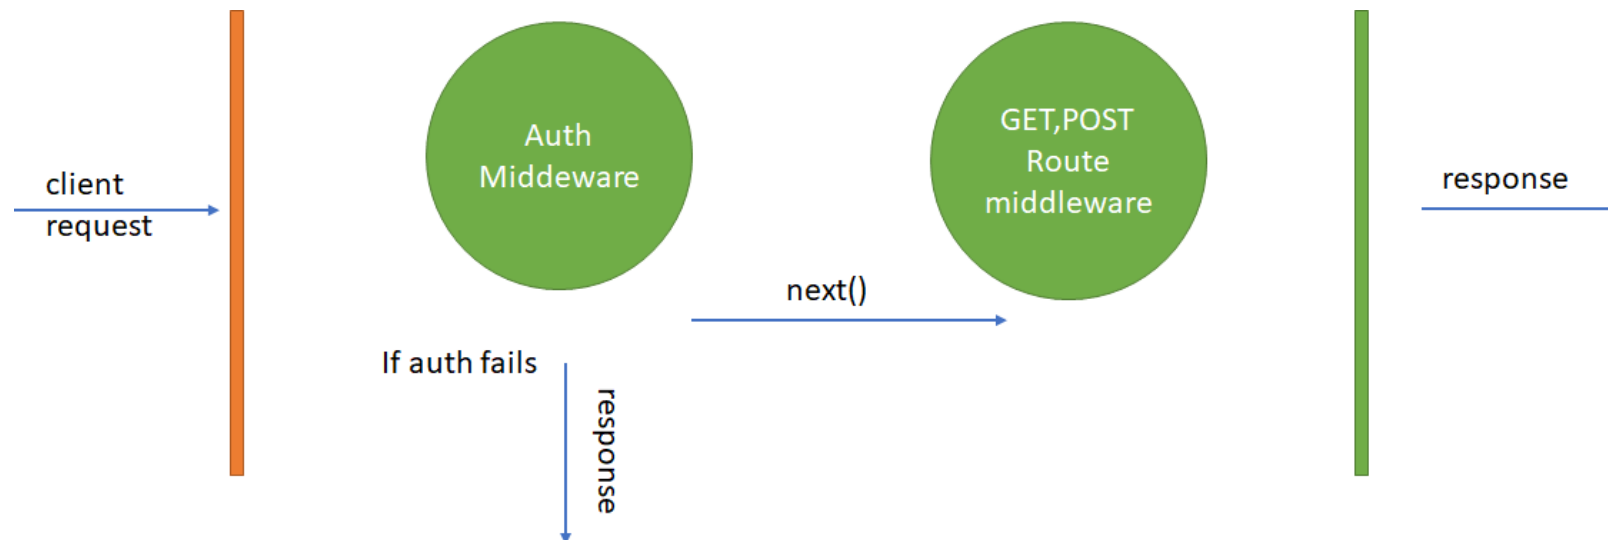 client
request
Auth
Middeware
GET,POST
Route
middleware
response
next()
If auth fails
response